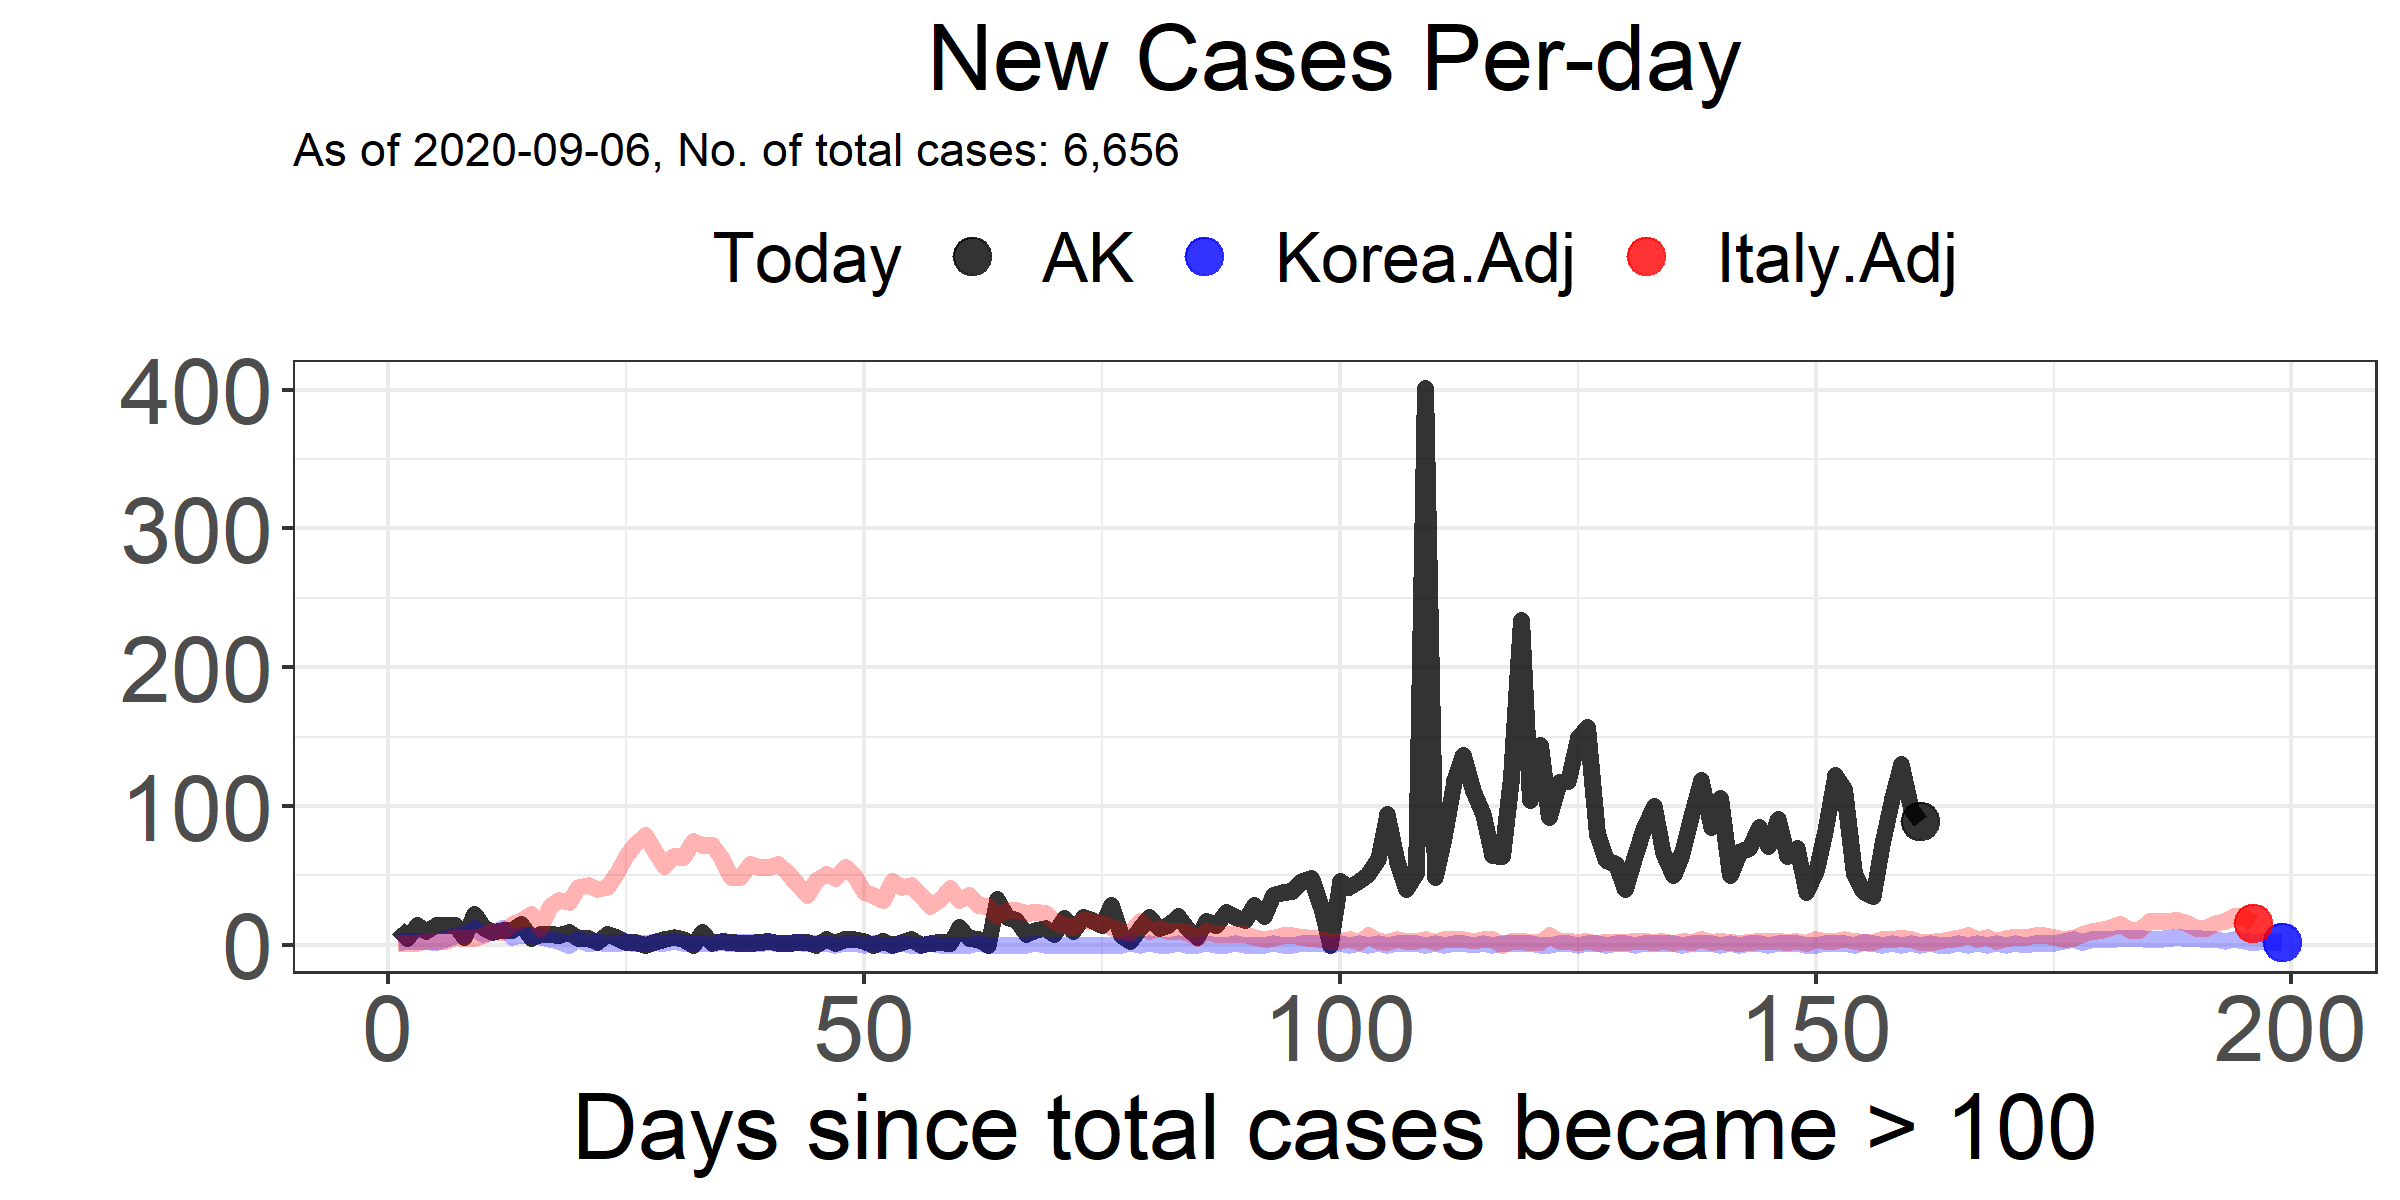 New Cases Per-day
As of 2020-09-06, No. of total cases: 6,656
Today AK Korea.Adj Italy.Adj
400
300
200
100
0
0 50 100 150 200
Days since total cases became > 100